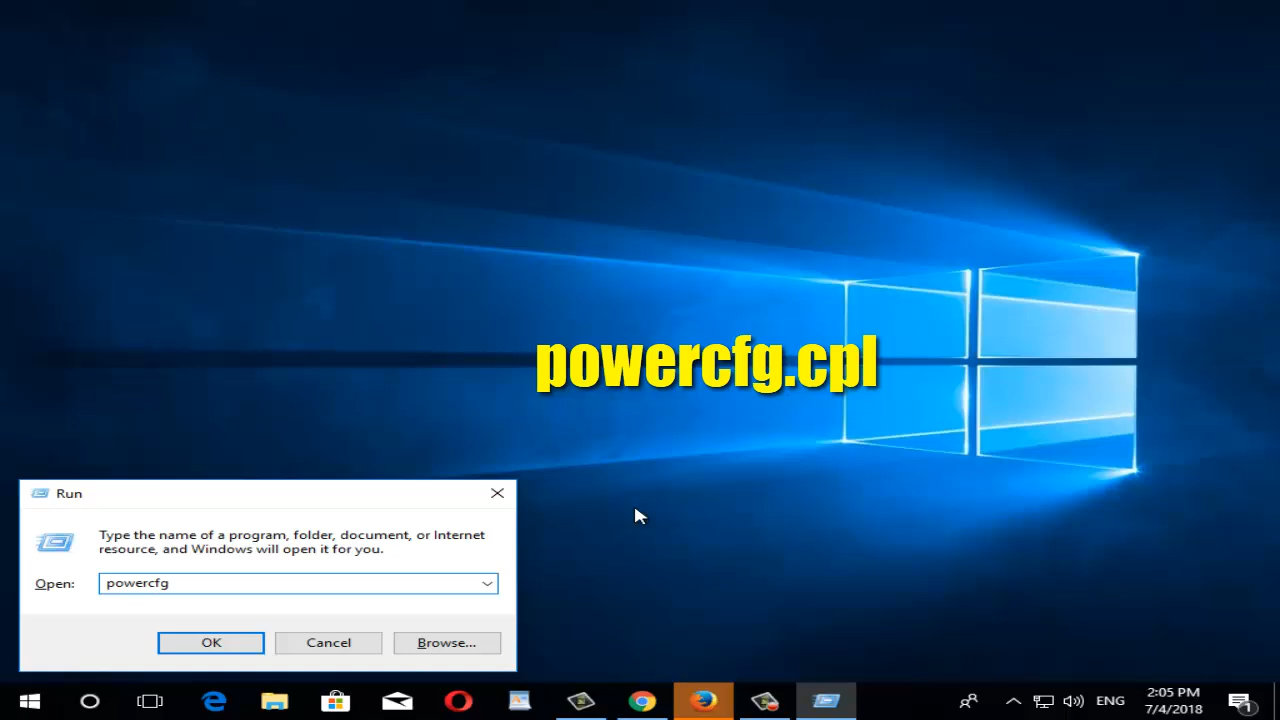 powercfg.cpl
Run
Type the name of a program, folder, document, or Internet
resource, and Windows will open it for you.
Open: powercfg
OK Cancel Browse...
ENG
2:05 PM
7/4/2018
1